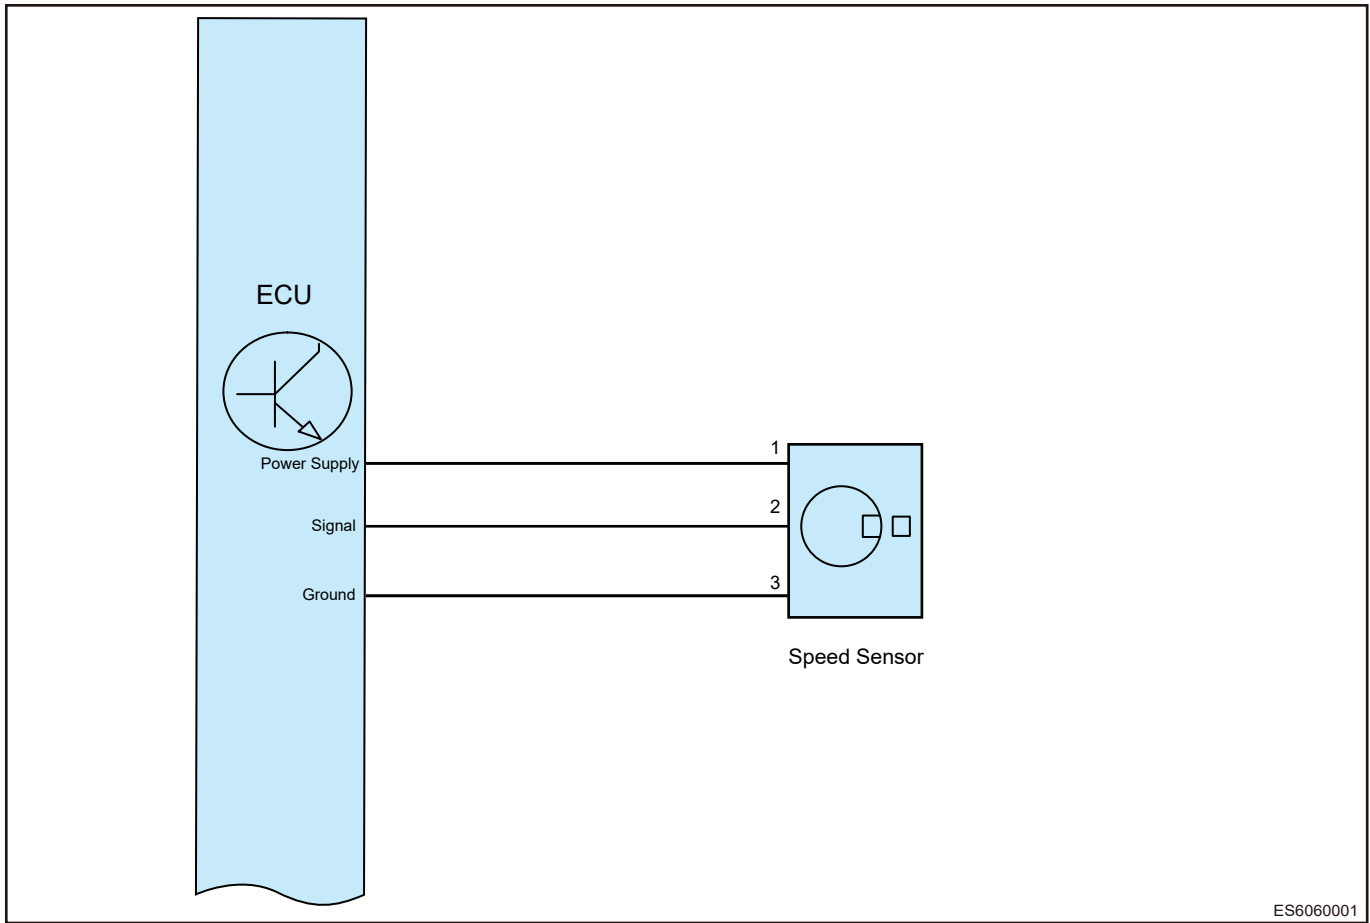 ECU
Power Supply
1
Signal
2
Ground
3
Speed Sensor
ES6060001